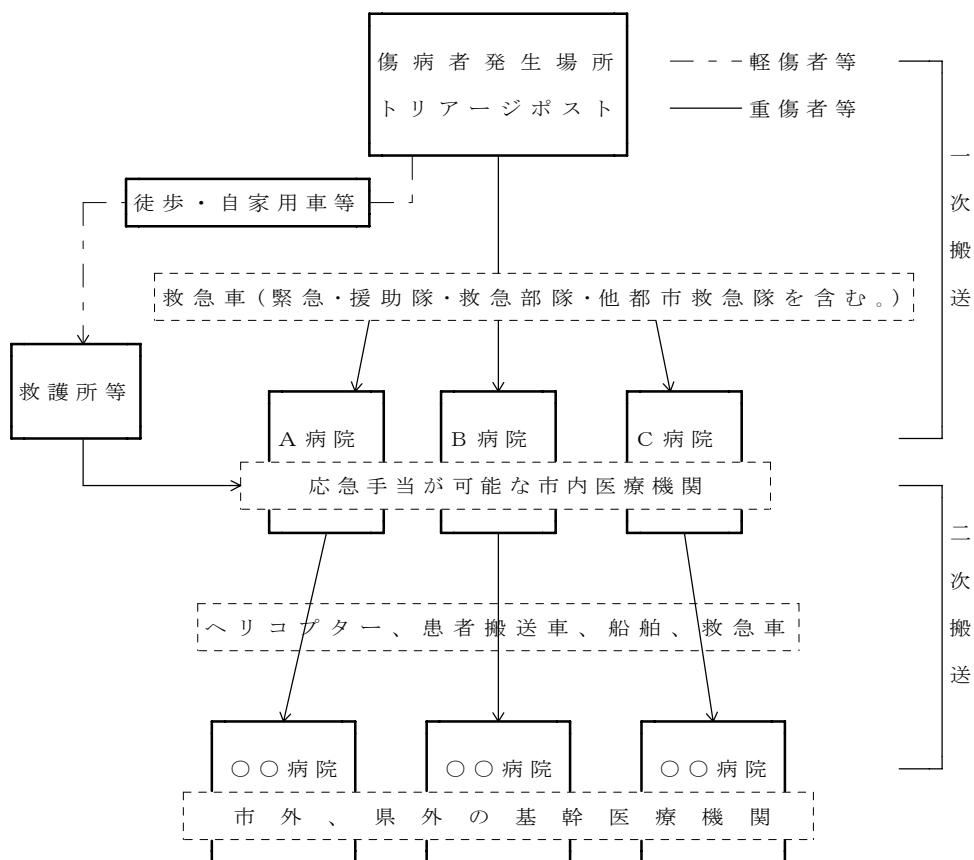 傷病者発生場所
トリアージポスト
軽傷者等
重傷者等
一次搬送
徒歩・自家用車等
救急車(緊急・援助隊・救急部隊・他都市救急隊を含む。)
救護所等
A病院
B病院
C病院
応急手当が可能な市内医療機関
二次搬送
ヘリコプター、患者搬送車、船舶、救急車
○○病院
○○病院
○○病院
市外、県外の基幹医療機関